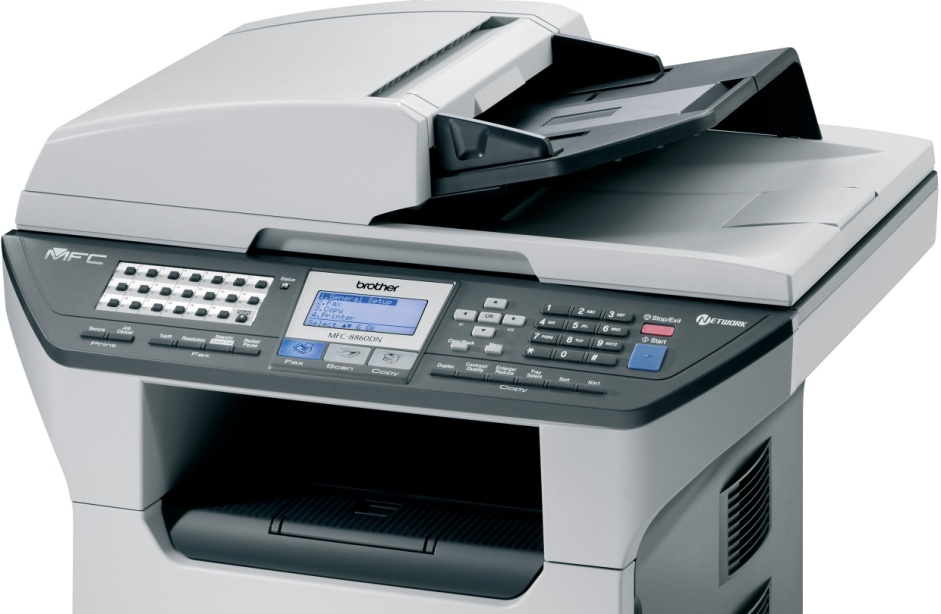 MFC
Status
brother
1.General Setup
2.Fax
3.Copy
4.Printer
Select ▲▼ & OK
MFC-8860DN
Fax
Scan
Copy
Secure
Job
Cancel
Print
Tel/R
Resolution
Search/
Redial/
Pause
Fax
OK
Clear/Back
Menu
1
2 ABC
3 DEF
4 GHI
5 JKL
6 MNO
7 PQRS
8 TUV
9 WXYZ
*
0
#
Stop/Exit
Start
NETWORK
Duplex
Contrast/
Quality
Enlarge/
Reduce
Tray
Select
Sort
N in 1
Copy